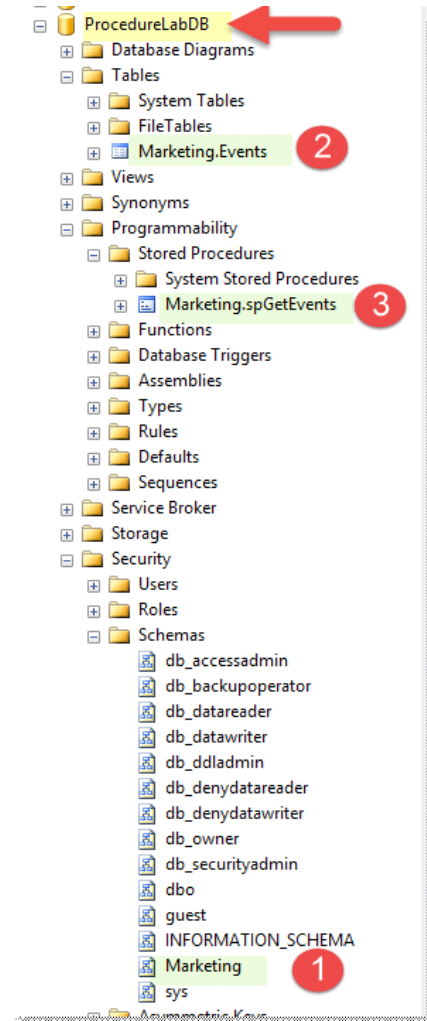 ProcedureLabDB
Database Diagrams
Tables
System Tables
FileTables
Marketing.Events 2
Views
Synonyms
Programmability
Stored Procedures
System Stored Procedures
Marketing.spGetEvents 3
Functions
Database Triggers
Assemblies
Types
Rules
Defaults
Sequences
Service Broker
Storage
Security
Users
Roles
Schemas
db_accessadmin
db_backupoperator
db_datareader
db_datawriter
db_ddladmin
db_denydatareader
db_denydatawriter
db_owner
db_securityadmin
dbo
guest
INFORMATION_SCHEMA
Marketing 1
sys
Asymmetric Keys